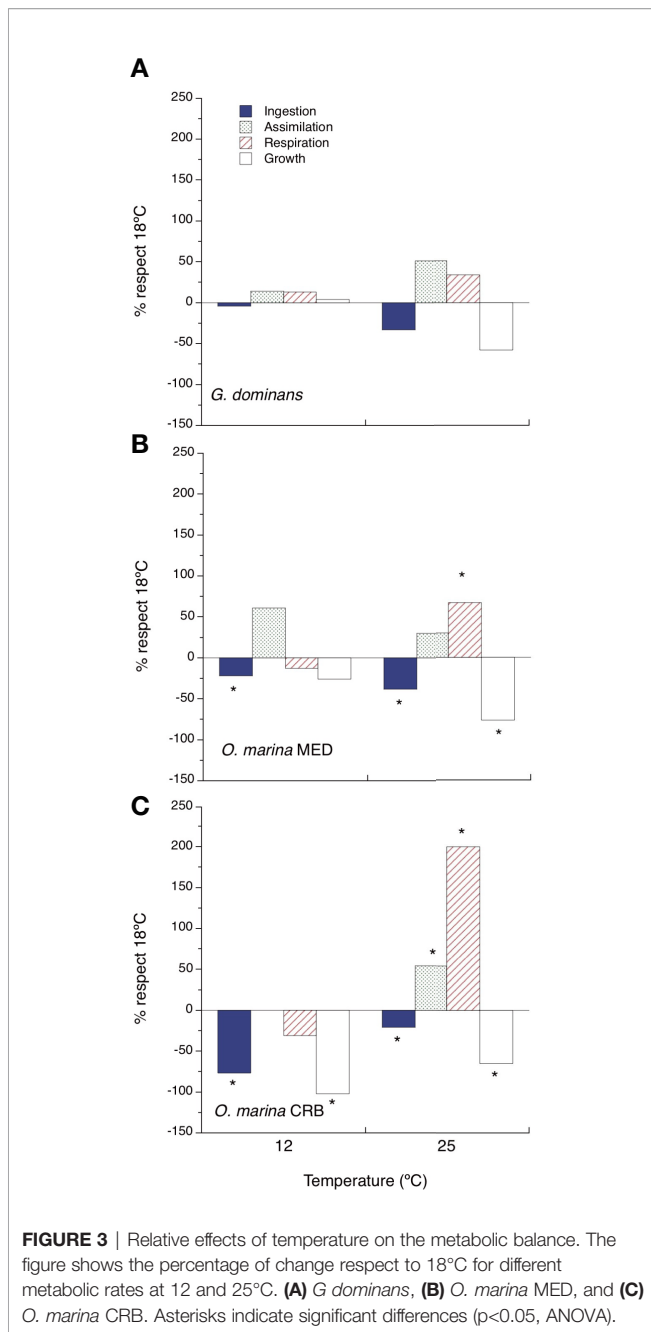 A
250
200
150
100
50
0
-50
-100
-150
% respect 18ºC
Ingestion
Assimilation
Respiration
Growth
G. dominans
B
250
200
150
100
50
0
-50
-100
-150
% respect 18ºC
*
*
*
*
O. marina MED
C
250
200
150
100
50
0
-50
-100
-150
% respect 18ºC
*
*
*
*
*
*
O. marina CRB
12
25
Temperature (ºC)
FIGURE 3 | Relative effects of temperature on the metabolic balance. The
figure shows the percentage of change respect to 18°C for different
metabolic rates at 12 and 25°C. (A) G dominans, (B) O. marina MED, and (C)
O. marina CRB. Asterisks indicate significant differences (p<0.05, ANOVA).